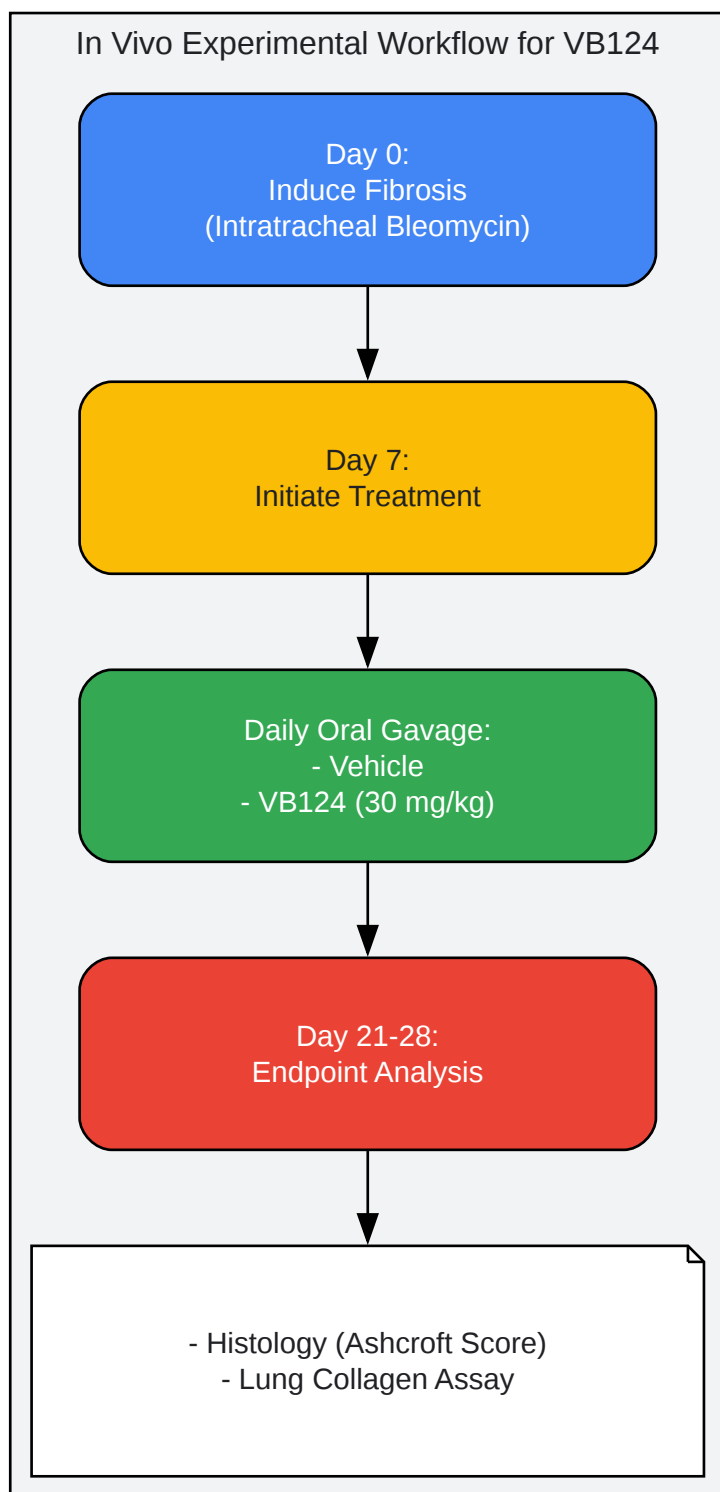 In Vivo Experimental Workflow for VB124
Day 0:
Induce Fibrosis
(Intratracheal Bleomycin)
Day 7:
Initiate Treatment
Daily Oral Gavage:
- Vehicle
- VB124 (30 mg/kg)
Day 21-28:
Endpoint Analysis
- Histology (Ashcroft Score)
- Lung Collagen Assay